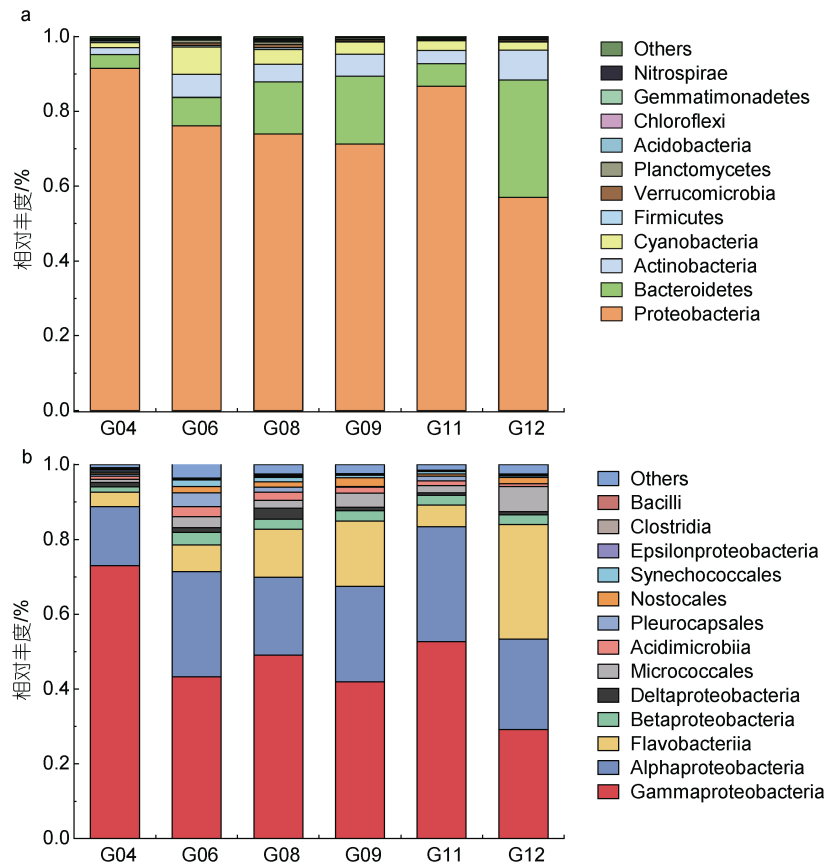 a
相对丰度/%
1.0
0.8
0.6
0.4
0.2
0.0
G04 G06 G08 G09 G11 G12
Others
Nitrospirae
Gemmatimonadetes
Chloroflexi
Acidobacteria
Planctomycetes
Verrucomicrobia
Firmicutes
Cyanobacteria
Actinobacteria
Bacteroidetes
Proteobacteria
b
相对丰度/%
1.0
0.8
0.6
0.4
0.2
0.0
G04 G06 G08 G09 G11 G12
Others
Bacilli
Clostridia
Epsilonproteobacteria
Synechococcales
Nostocales
Pleurocapsales
Acidimicrobiia
Micrococcales
Deltaproteobacteria
Betaproteobacteria
Flavobacteriia
Alphaproteobacteria
Gammaproteobacteria